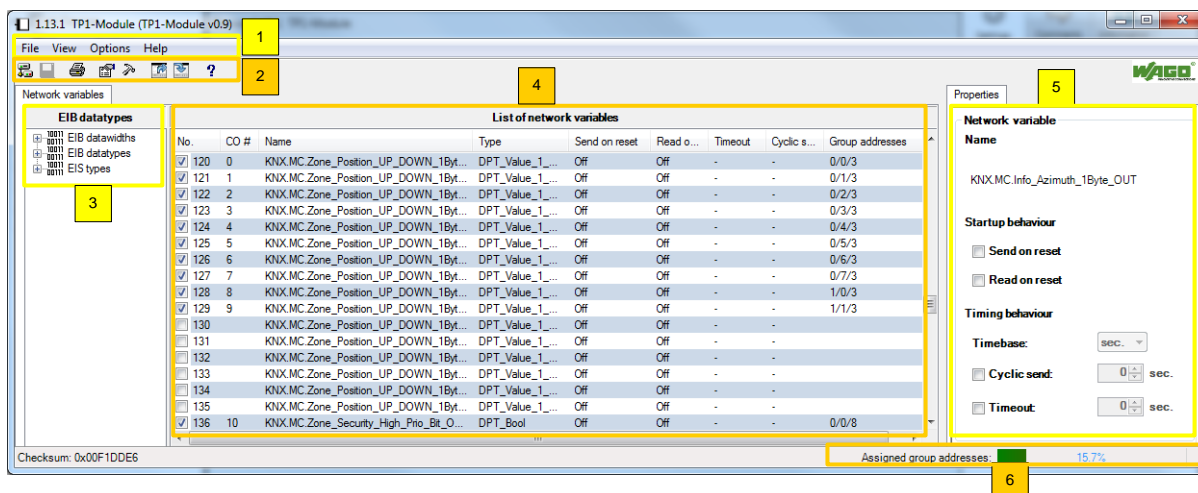 1.13.1 TP1-Module (TP1-Module v0.9)
1
File View Options Help
2
WAGO
Network variables
4
Properties
5
EIB datatypes
List of network variables
Network variable
EIB datawidths
EIB datatypes
EIS types
3
No. CO # Name Type Send on reset Read o... Timeout Cyclic s... Group addresses
120 0 KNX.MC.Zone_Position_UP_DOWN_1Byt... DPT_Value_1_... Off Off - - 0/0/3
121 1 KNX.MC.Zone_Position_UP_DOWN_1Byt... DPT_Value_1_... Off Off - - 0/1/3
122 2 KNX.MC.Zone_Position_UP_DOWN_1Byt... DPT_Value_1_... Off Off - - 0/2/3
123 3 KNX.MC.Zone_Position_UP_DOWN_1Byt... DPT_Value_1_... Off Off - - 0/3/3
124 4 KNX.MC.Zone_Position_UP_DOWN_1Byt... DPT_Value_1_... Off Off - - 0/4/3
125 5 KNX.MC.Zone_Position_UP_DOWN_1Byt... DPT_Value_1_... Off Off - - 0/5/3
126 6 KNX.MC.Zone_Position_UP_DOWN_1Byt... DPT_Value_1_... Off Off - - 0/6/3
127 7 KNX.MC.Zone_Position_UP_DOWN_1Byt... DPT_Value_1_... Off Off - - 0/7/3
128 8 KNX.MC.Zone_Position_UP_DOWN_1Byt... DPT_Value_1_... Off Off - - 1/0/3
129 9 KNX.MC.Zone_Position_UP_DOWN_1Byt... DPT_Value_1_... Off Off - - 1/1/3
130 KNX.MC.Zone_Position_UP_DOWN_1Byt... DPT_Value_1_... Off Off - -
131 KNX.MC.Zone_Position_UP_DOWN_1Byt... DPT_Value_1_... Off Off - -
132 KNX.MC.Zone_Position_UP_DOWN_1Byt... DPT_Value_1_... Off Off - -
133 KNX.MC.Zone_Position_UP_DOWN_1Byt... DPT_Value_1_... Off Off - -
134 KNX.MC.Zone_Position_UP_DOWN_1Byt... DPT_Value_1_... Off Off - -
135 KNX.MC.Zone_Position_UP_DOWN_1Byt... DPT_Value_1_... Off Off - -
136 10 KNX.MC.Zone_Security_High_Prio_Bit_O... DPT_Bool Off Off - - 0/0/8
Name
KNX.MC.Info_Azimuth_1Byte_OUT
Startup behaviour
Send on reset
Read on reset
Timing behaviour
Timebase: sec.
Cyclic send: 0 sec.
Timeout: 0 sec.
Checksum: 0x00F1DDE6
Assigned group addresses: 15.7%
6